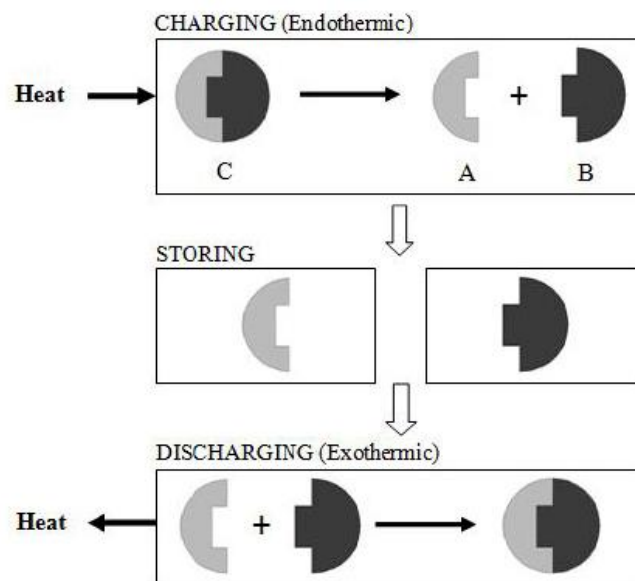 CHARGING (Endothermic)
Heat
+
C
A
B
STORING
DISCHARGING (Exothermic)
Heat
+